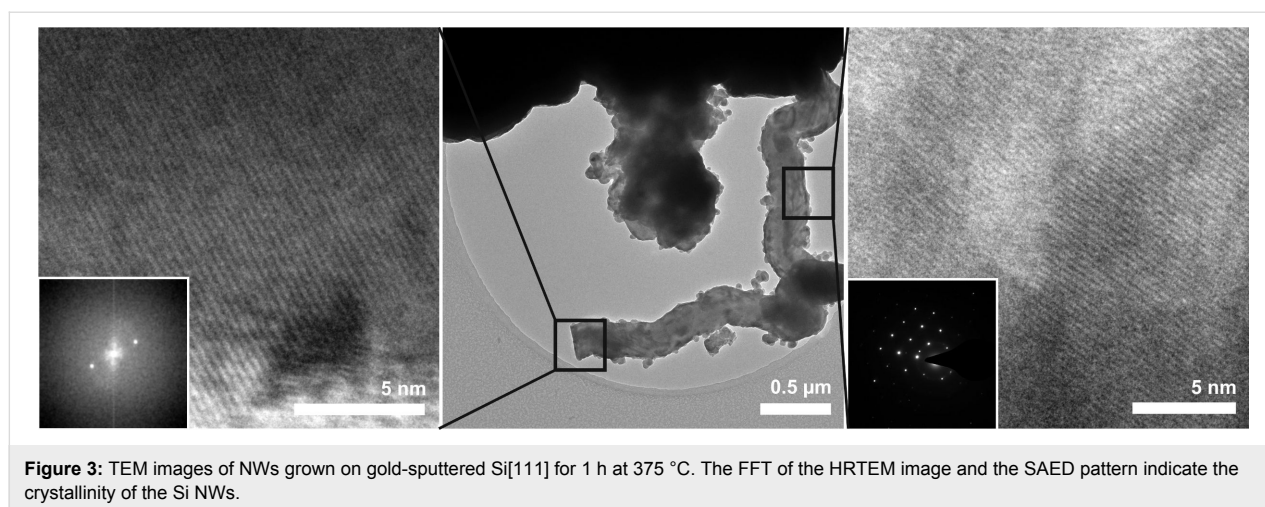 5 nm
0.5 µm
5 nm
Figure 3: TEM images of NWs grown on gold-sputtered Si[111] for 1 h at 375 °C. The FFT of the HRTEM image and the SAED pattern indicate the
crystallinity of the Si NWs.